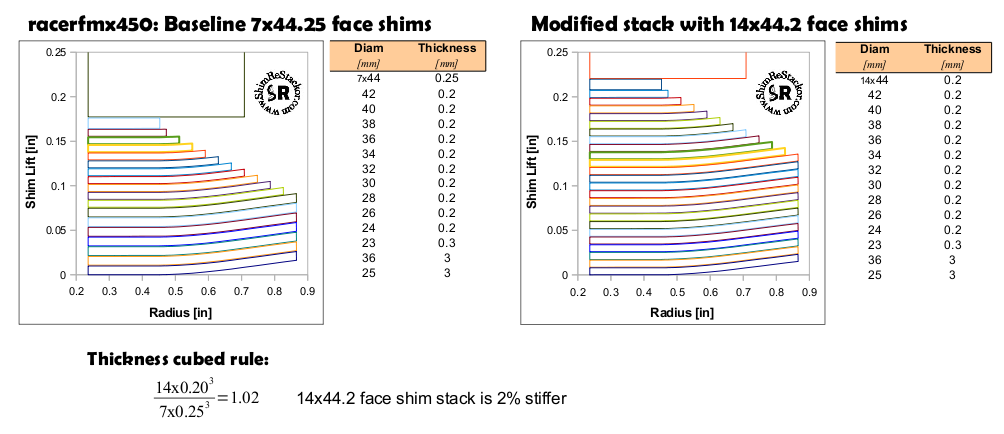 racerfmx450: Baseline 7x44.25 face shims
Modified stack with 14x44.2 face shims
Shim Lift [in]
0.25
0.2
0.15
0.1
0.05
0
0.2 0.3 0.4 0.5 0.6 0.7 0.8 0.9
Radius [in]
www.ShimReStackor.com
SR
Diam Thickness
[mm] [mm]
7x44 0.25
42 0.2
40 0.2
38 0.2
36 0.2
34 0.2
32 0.2
30 0.2
28 0.2
26 0.2
24 0.2
23 0.3
36 3
25 3
Shim Lift [in]
0.25
0.2
0.15
0.1
0.05
0
0.2 0.3 0.4 0.5 0.6 0.7 0.8 0.9
Radius [in]
www.ShimReStackor.com
SR
Diam Thickness
[mm] [mm]
14x44 0.2
42 0.2
40 0.2
38 0.2
36 0.2
34 0.2
32 0.2
30 0.2
28 0.2
26 0.2
24 0.2
23 0.3
36 3
25 3
Thickness cubed rule:
14x0.20³
7x0.25³
=1.02
14x44.2 face shim stack is 2% stiffer